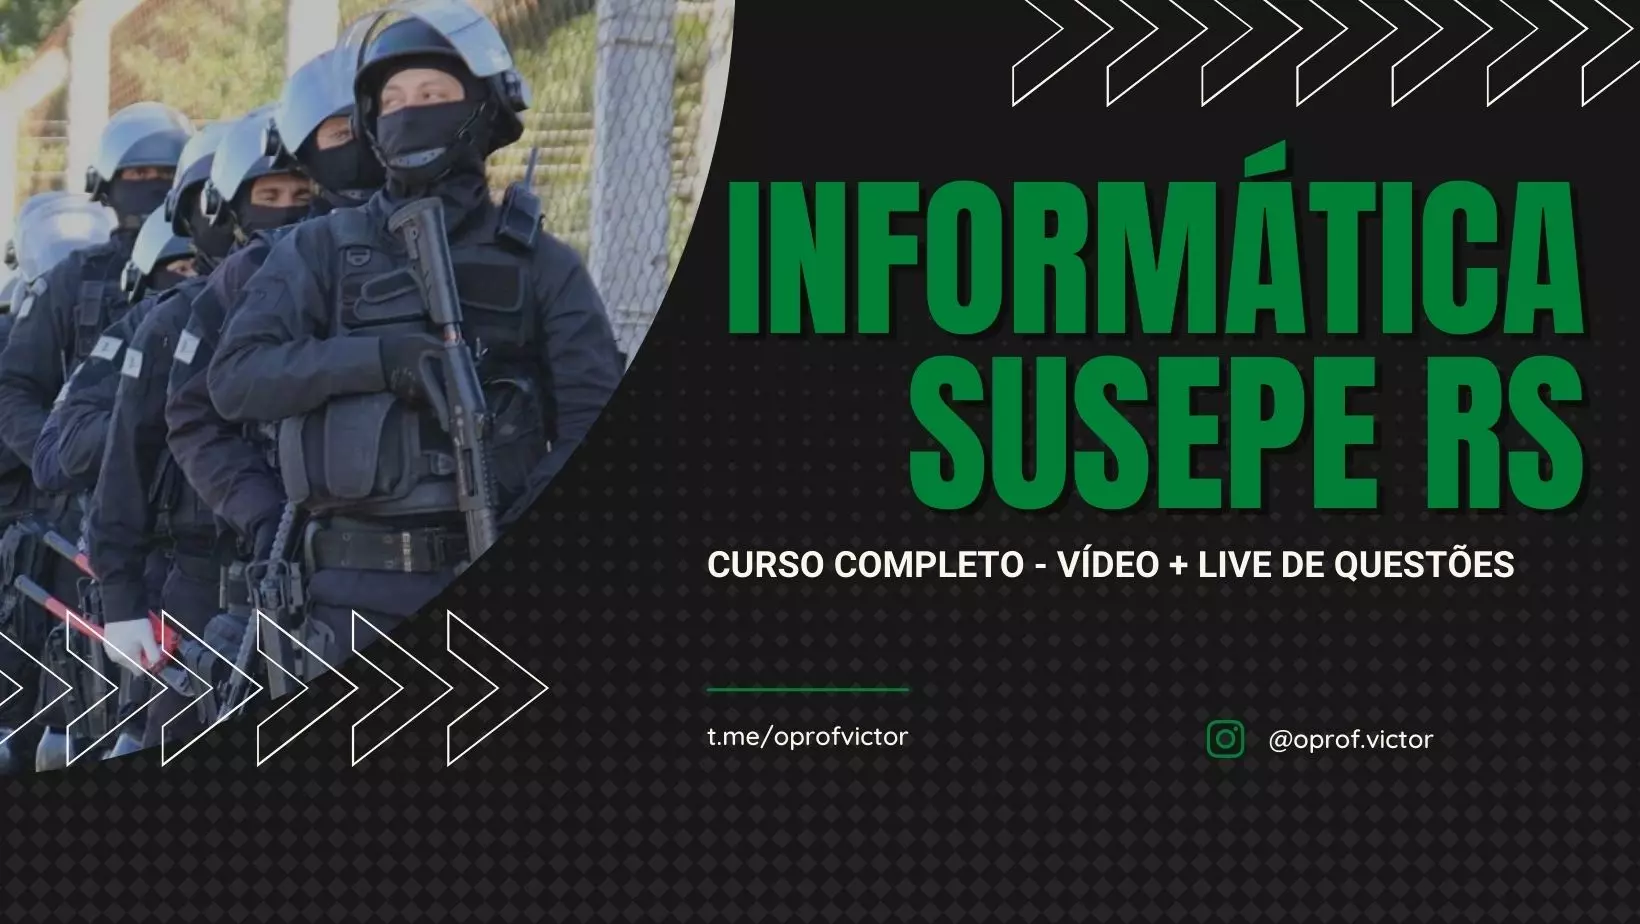 INFORMÁTICA
SUSEPE RS
CURSO COMPLETO - VÍDEO + LIVE DE QUESTÕES
t.me/oprofvictor
@oprof.victor